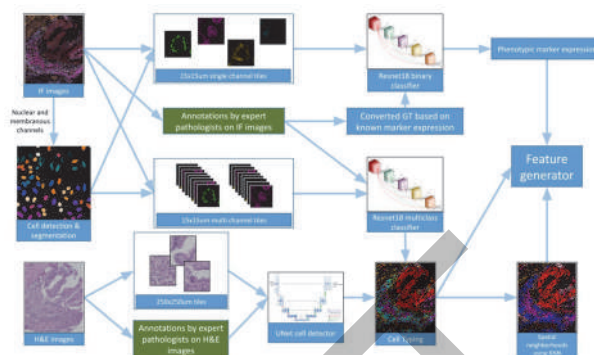 IF images
15x15um single channel tiles
Resnet18 binary
classifier
Phenotypic marker expression
Nuclear and
membranous
channels
Annotations by expert
pathologists on IF images
Converted GT based on
known marker expression
Feature
generator
Cell detection &
segmentation
15x15um multi channel tiles
Resnet18 multiclass
classifier
H&E images
250x250um tiles
Annotations by expert
pathologists on H&E
images
UNet cell detector
Cell Typing
Spatial
neighborhoods